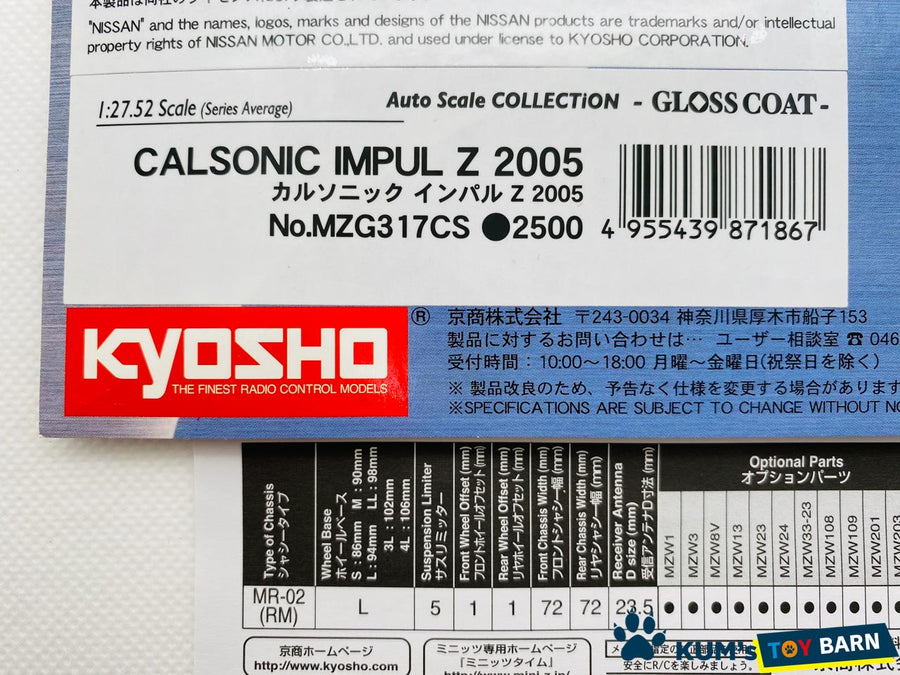 "NISSAN" and the names, logos, marks and designs of the NISSAN products are trademarks and/or intellectual
property rights of NISSAN MOTOR CO.,LTD. and used under license to KYOSHO CORPORATION.
1:27.52 Scale (Series Average)
Auto Scale COLLECTiON - GLOSS COAT -
CALSONIC IMPUL Z 2005
カルソニック インパル Z 2005
No.MZG317CS ●2500
4 955439 871867
KYOSHO
THE FINEST RADIO CONTROL MODELS
® 京商株式会社 〒243-0034 神奈川県厚木市船子153
製品に対するお問い合わせは… ユーザー相談室 ☎ 046
受付時間：10:00〜18:00 月曜〜金曜日(祝祭日を除く)
※ 製品改良のため、予告なく仕様を変更する場合があります
※SPECIFICATIONS ARE SUBJECT TO CHANGE WITHOUT
Type of Chassis
シャシータイプ
Wheel Base
ホイールベース
S : 86mm M : 90mm
L : 94mm LL : 98mm
3L : 102mm
4L : 106mm
Suspension Limiter
サスリミッター
Front Wheel Offset (mm)
フロントホイールオフセット(mm)
Rear Wheel Offset (mm)
リヤホイールオフセット(mm)
Front Chassis Width (mm)
フロントシャシー幅 (mm)
Rear Chassis Width (mm)
リヤシャシー幅 (mm)
Receiver Antenna
D size (mm)
受信アンテナD寸法 (mm)
Optional Parts
オプションパーツ
MZW1
MZW3
MZW8V
MZW13
MZW23
MZW24
MZW33-23
MZW108
MZW109
MZW201
MZW203
MR-02
(RM)
L
5
1
1
72
72
23.5
● ● ● ● ● ● ● ● ● ● ●
京商ホームページ
http://www.kyosho.com
ミニッツ専用ホームページ
「ミニッツタイム」
http://www.mini-z.jp/
安全にR/Cを楽しみましょう。
KUM's TOY BARN